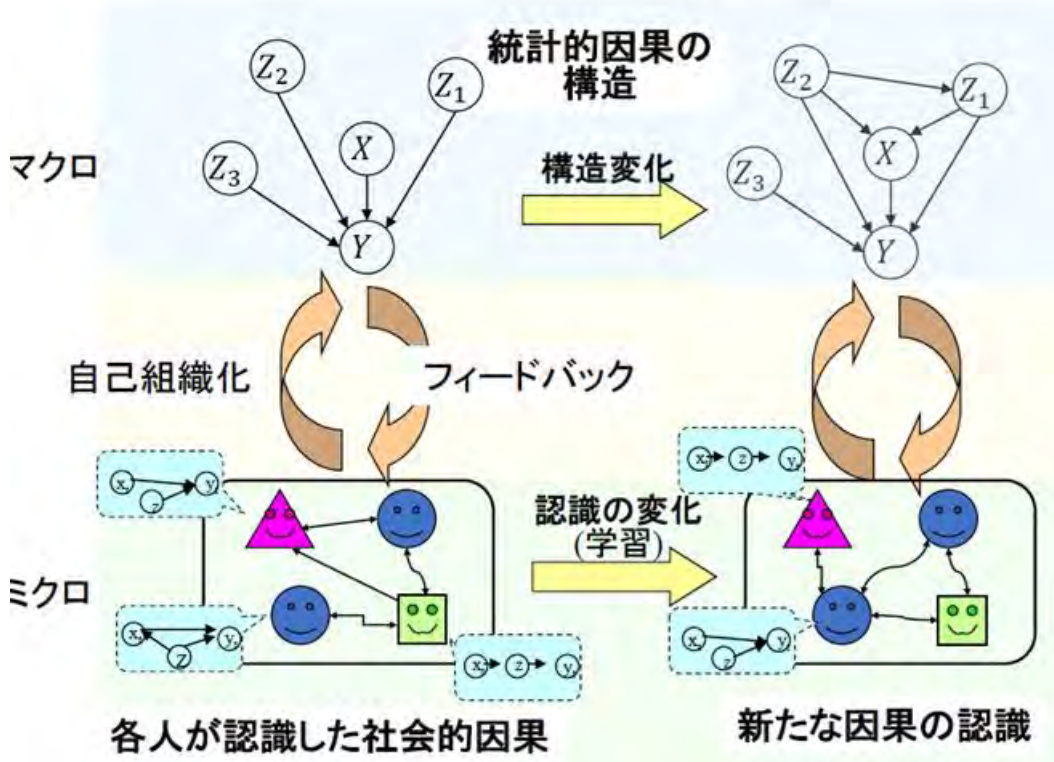 統計的因果の
構造
Z₂
Z₁
X
Z₃
Y
マクロ
構造変化
Z₂
Z₁
X
Z₃
Y
自己組織化
フィードバック
x
z
y
x
z
y
認識の変化
(学習)
ミクロ
x
z
y
x
z
y
x
z
y
各人が認識した社会的因果
新たな因果の認識